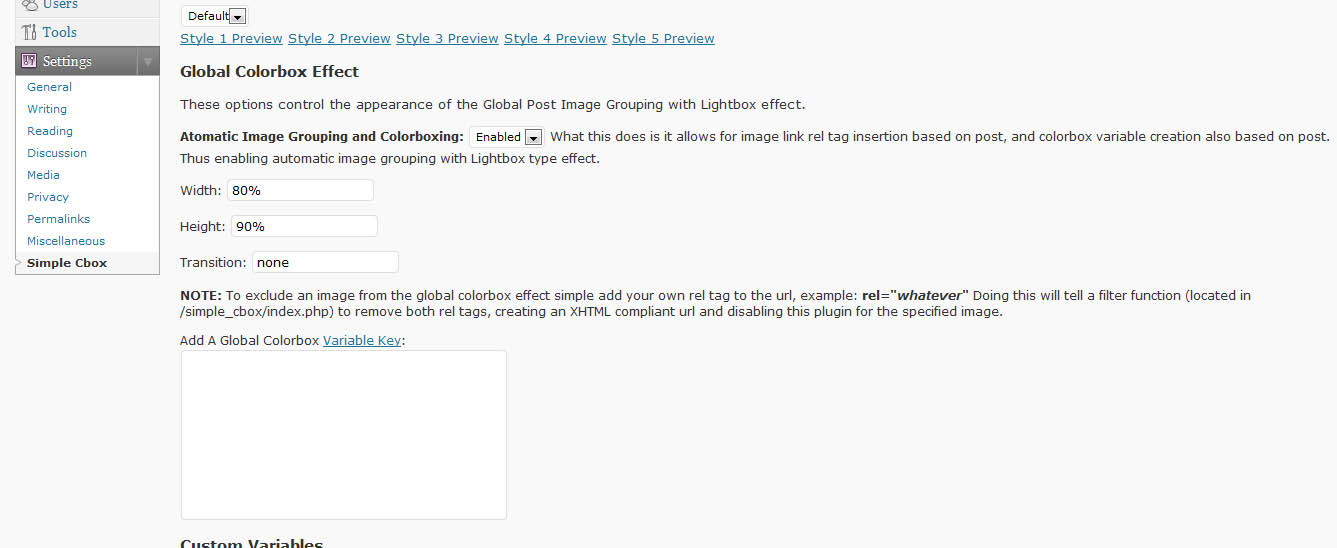 Users
Tools
Settings
General
Writing
Reading
Discussion
Media
Privacy
Permalinks
Miscellaneous
Simple Cbox
Default
Style 1 Preview Style 2 Preview Style 3 Preview Style 4 Preview Style 5 Preview
Global Colorbox Effect
These options control the appearance of the Global Post Image Grouping with Lightbox effect.
Atomatic Image Grouping and Colorboxing: Enabled What this does is it allows for image link rel tag insertion based on post, and colorbox variable creation also based on post.
Thus enabling automatic image grouping with Lightbox type effect.
Width: 80%
Height: 90%
Transition: none
NOTE: To exclude an image from the global colorbox effect simple add your own rel tag to the url, example: rel="whatever" Doing this will tell a filter function (located in
/simple_cbox/index.php) to remove both rel tags, creating an XHTML compliant url and disabling this plugin for the specified image.
Add A Global Colorbox Variable Key:
Custom Variables